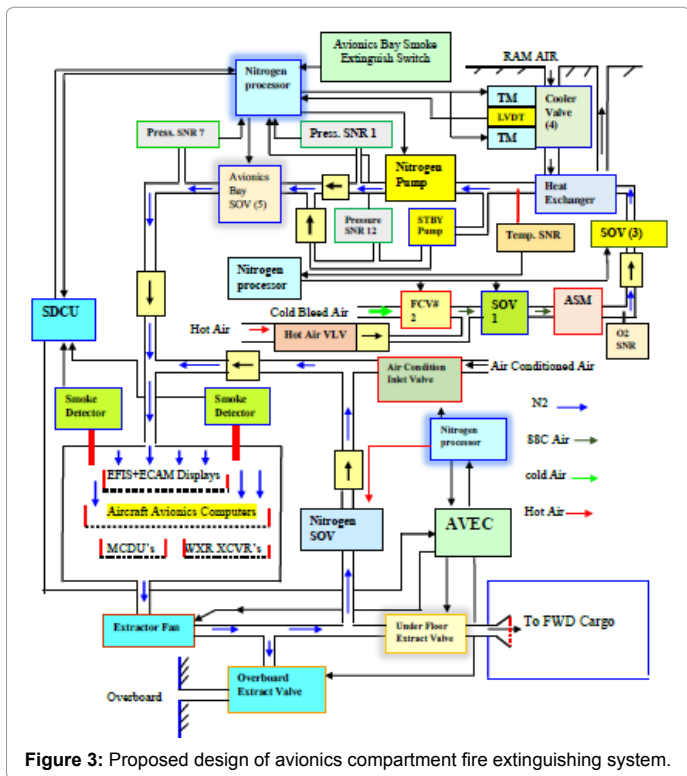 Avionics Bay Smoke
Extinguish Switch
RAM AIR
Nitrogen
processor
TM
LVDT
TM
Cooler
Valve
(4)
Press. SNR 7
Press. SNR 1
Nitrogen
Pump
Avionics
Bay
SOV (5)
Heat
Exchanger
Pressure
SNR 12
STBY
Pump
Temp. SNR
SOV (3)
Nitrogen
processor
SDCU
Cold Bleed Air
FCV#
2
SOV
1
ASM
O2
SNR
Hot Air
Hot Air VLV
Air Condition
Inlet Valve
Air Conditioned Air
Smoke
Detector
Smoke
Detector
N2
88C Air
cold Air
Hot Air
Nitrogen
processor
EFIS+ECAM Displays
Aircraft Avionics Computers
MCDU's
WXR XCVR's
Nitrogen
SOV
AVEC
Extractor Fan
Under Floor
Extract Valve
To FWD Cargo
Overboard
Overboard
Extract Valve
Figure 3: Proposed design of avionics compartment fire extinguishing system.